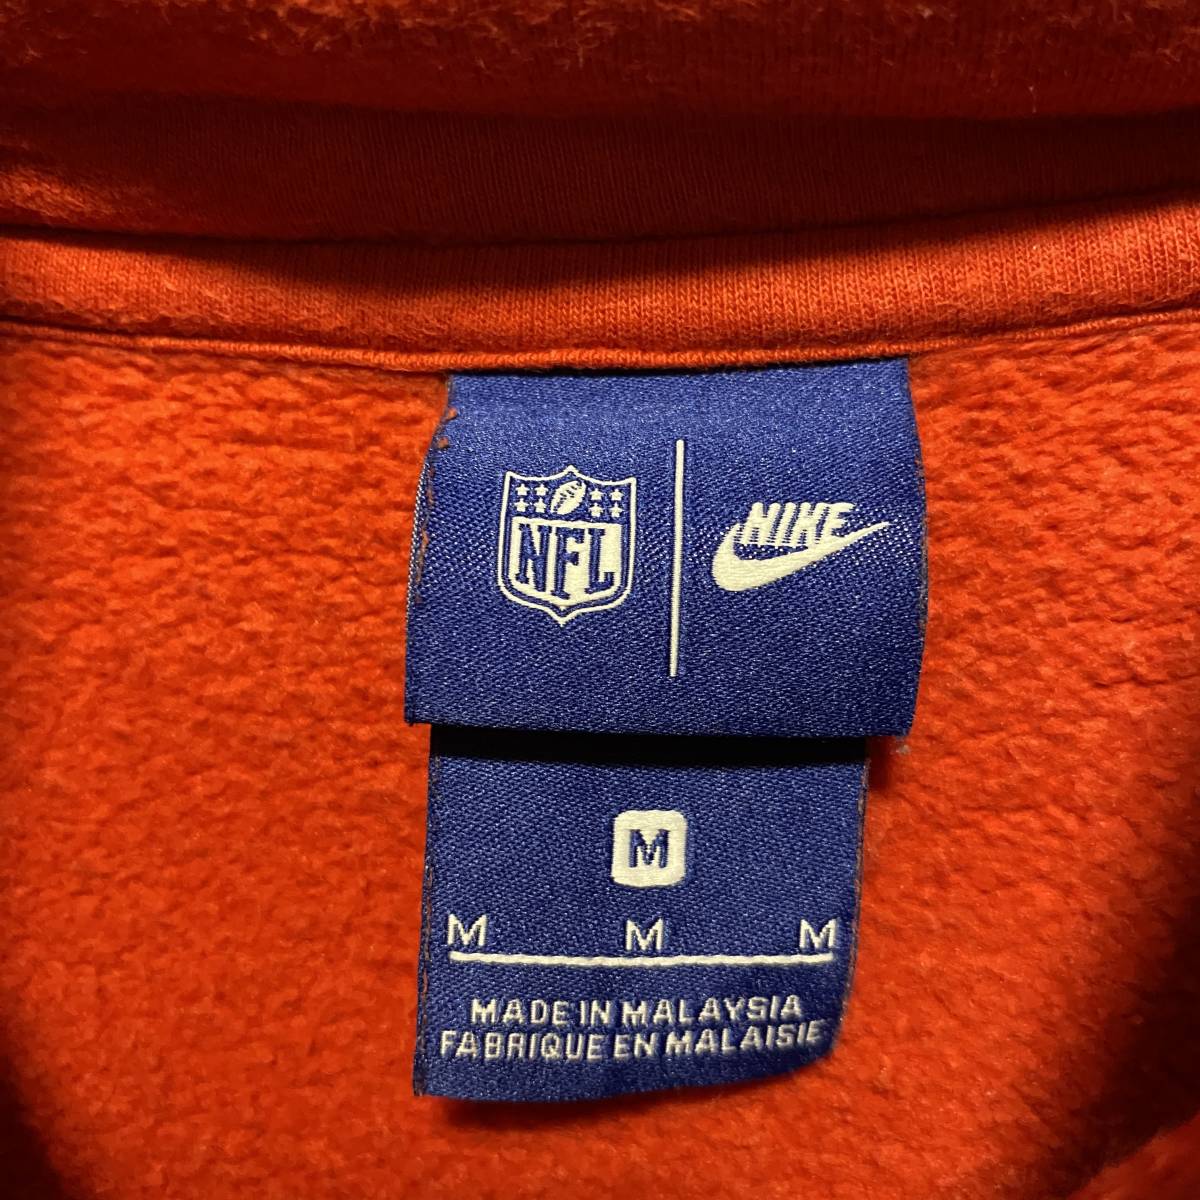 NFL NIKE
M
M M M
MADE IN MALAYSIA
FABRIQUE EN MALAISIE